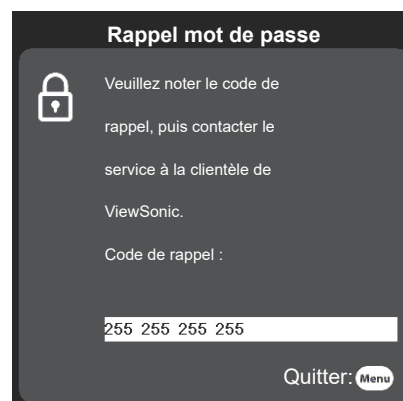 Rappel mot de passe
Veuillez noter le code de
rappel, puis contacter le
service à la clientèle de
ViewSonic.
Code de rappel :
255 255 255 255
Quitter: Menu